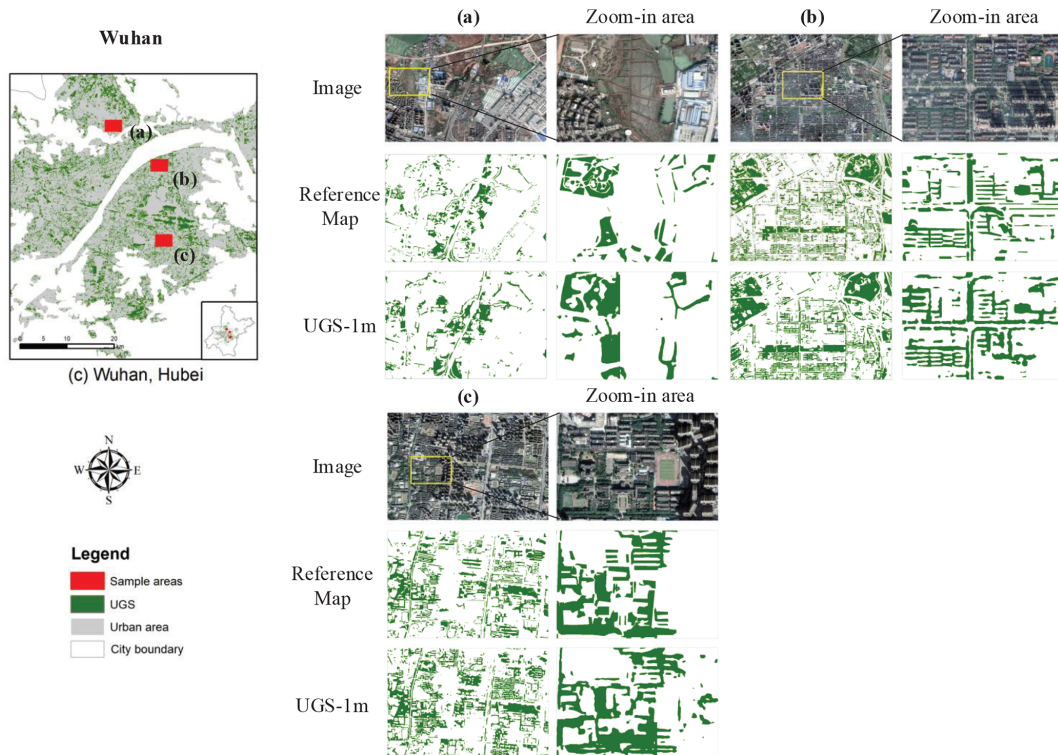 Wuhan
(a)
(b)
(c)
0 5 10 20
(c) Wuhan, Hubei
N
W E
S
Legend
Sample areas
UGS
Urban area
City boundary
(a) Zoom-in area (b) Zoom-in area
Image
Reference
Map
UGS-1m
(c) Zoom-in area
Image
Reference
Map
UGS-1m